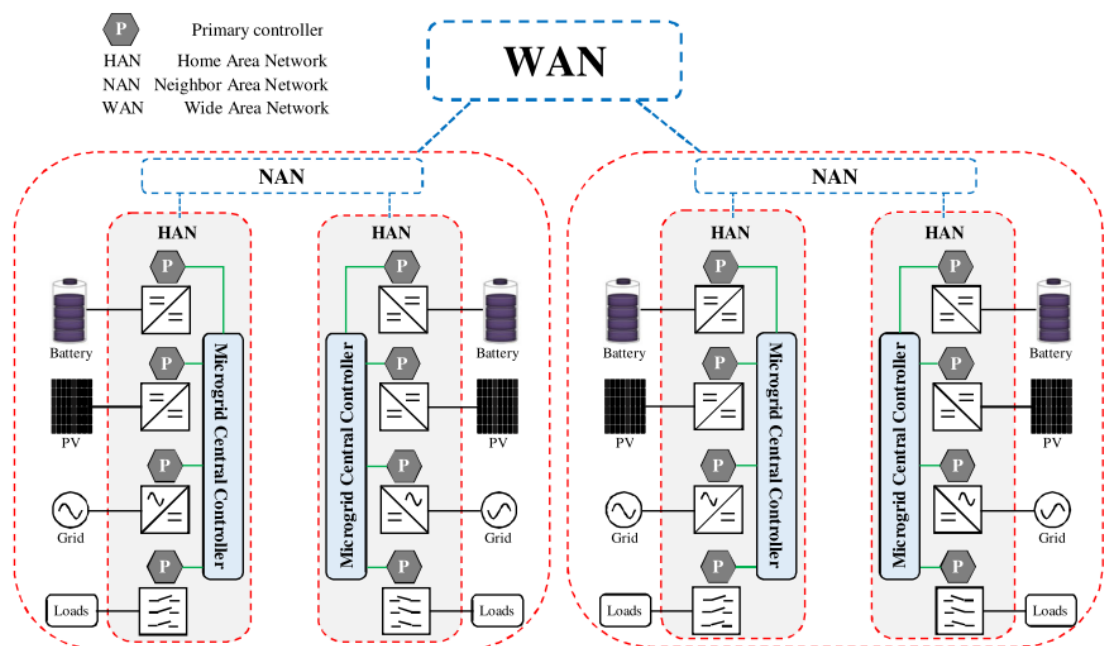 P Primary controller
HAN Home Area Network
NAN Neighbor Area Network
WAN Wide Area Network
WAN
NAN
NAN
HAN
HAN
HAN
HAN
P
P
P
P
Battery
Battery
Battery
Battery
P
P
P
P
PV
PV
PV
PV
Microgrid Central Controller
Microgrid Central Controller
Microgrid Central Controller
Microgrid Central Controller
P
P
P
P
Grid
Grid
Grid
Grid
P
P
P
P
Loads
Loads
Loads
Loads